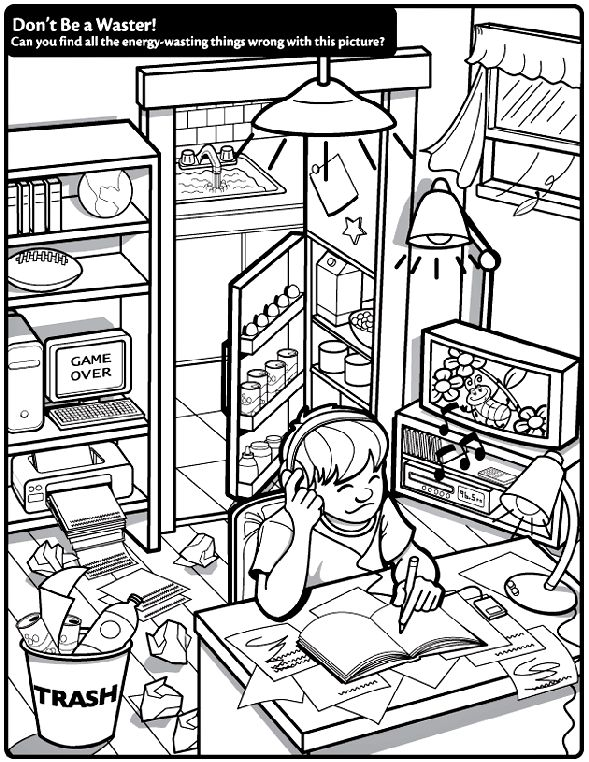 Don't Be a Waster!
Can you find all the energy-wasting things wrong with this picture?
GAME
OVER
TRASH